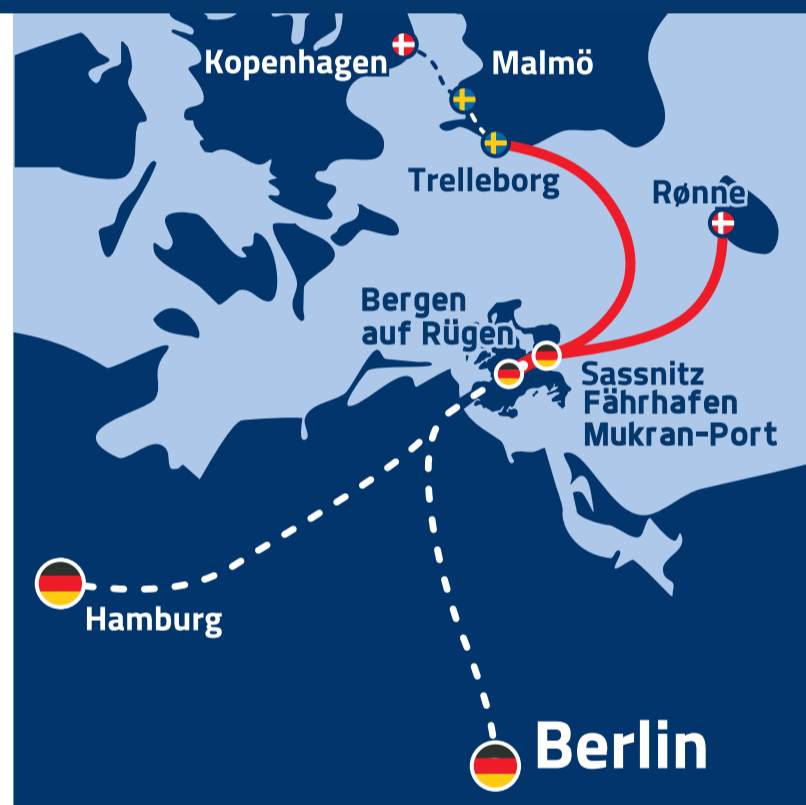 Kopenhagen
Malmö
Trelleborg
Rønne
Bergen
auf Rügen
Sassnitz
Fährhafen
Mukran-Port
Hamburg
Berlin